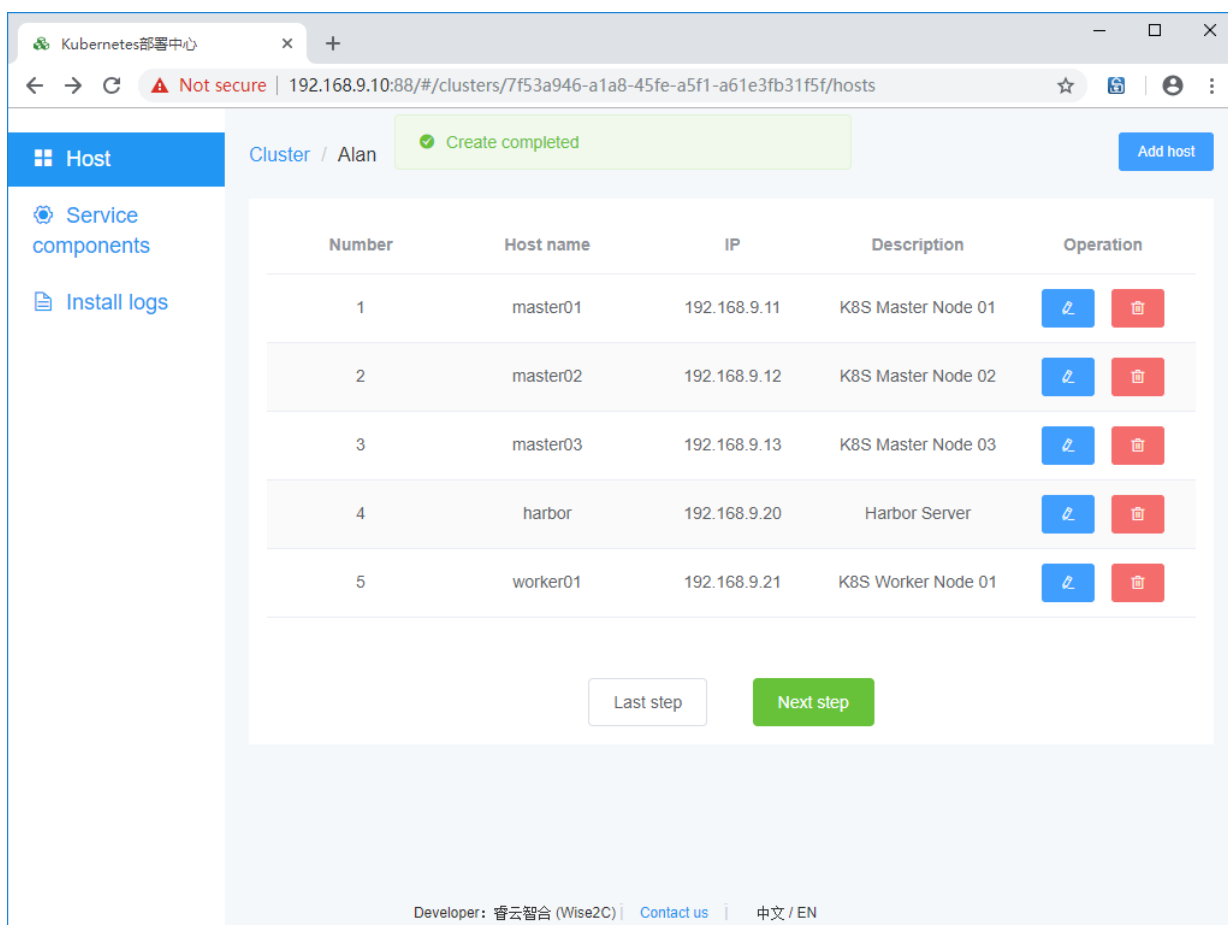 Kubernetes部署中心
Not secure | 192.168.9.10:88/#/clusters/7f53a946-a1a8-45fe-a5f1-a61e3fb31f5f/hosts
Host
Service
components
Install logs
Cluster / Alan
Create completed
Add host
Number Host name IP Description Operation
1 master01 192.168.9.11 K8S Master Node 01
2 master02 192.168.9.12 K8S Master Node 02
3 master03 192.168.9.13 K8S Master Node 03
4 harbor 192.168.9.20 Harbor Server
5 worker01 192.168.9.21 K8S Worker Node 01
Last step Next step
Developer：睿云智合 (Wise2C) | Contact us | 中文 / EN